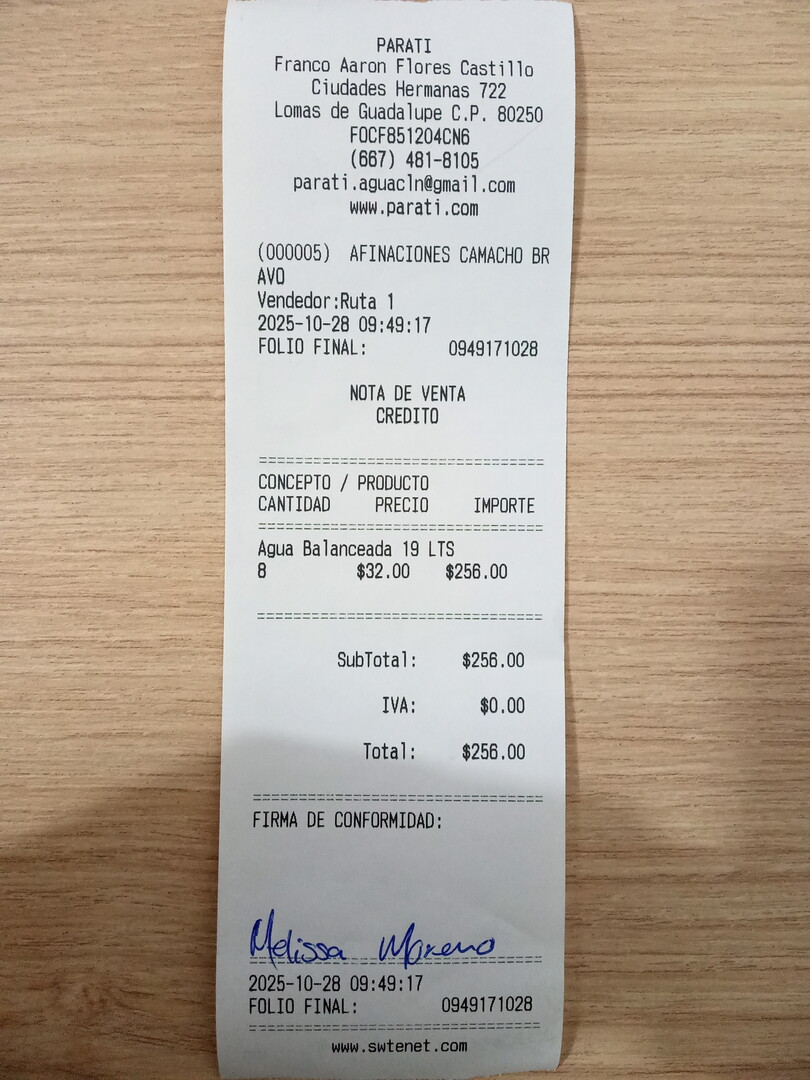 PARATI
Franco Aaron Flores Castillo
Ciudades Hermanas 722
Lomas de Guadalupe C.P. 80250
FOCF851204CN6
(667) 481-8105
parati.aguacln@gmail.com
www.parati.com
(000005) AFINACIONES CAMACHO BR
AVO
Vendedor:Ruta 1
2025-10-28 09:49:17
FOLIO FINAL: 0949171028
NOTA DE VENTA
CREDITO
================================
CONCEPTO / PRODUCTO
CANTIDAD PRECIO IMPORTE
================================
Agua Balanceada 19 LTS
8 $32.00 $256.00
================================
SubTotal: $256.00
IVA: $0.00
Total: $256.00
================================
FIRMA DE CONFORMIDAD:
Melissa Moreno
================================
2025-10-28 09:49:17
FOLIO FINAL: 0949171028
================================
www.swtenet.com